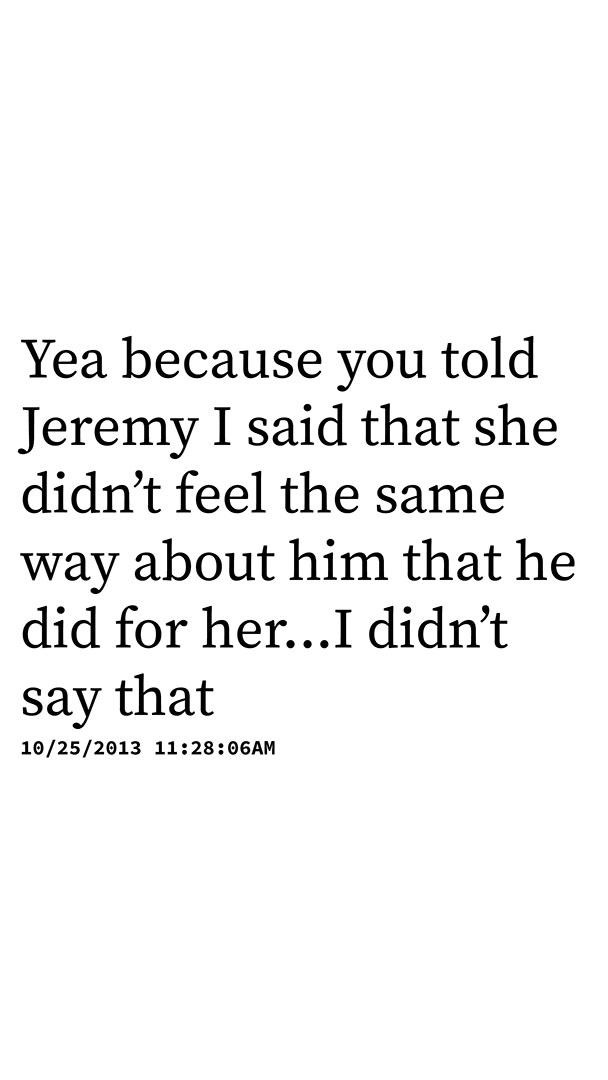 Yea because you told
Jeremy I said that she
didn’t feel the same
way about him that he
did for her...I didn’t
say that
10/25/2013 11:28:06AM